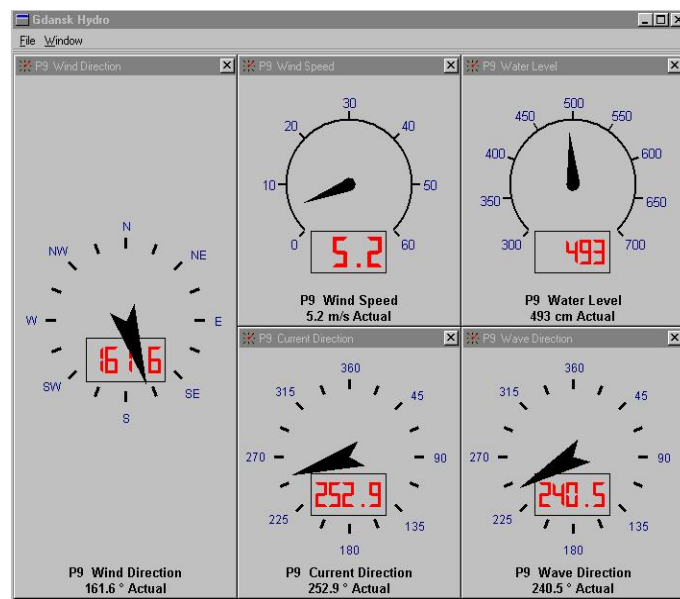 Gdansk Hydro
File Window
P9 Wind Direction
N
NW
NE
W
E
SW
SE
S
161.6
P9 Wind Direction
161.6 ° Actual
P9 Wind Speed
30
20
40
10
50
0
60
5.2
P9 Wind Speed
5.2 m/s Actual
P9 Water Level
500
450
550
400
600
350
650
300
700
493
P9 Water Level
493 cm Actual
P9 Current Direction
360
315
45
270
90
225
135
180
252.9
P9 Current Direction
252.9 ° Actual
P9 Wave Direction
360
315
45
270
90
225
135
180
240.5
P9 Wave Direction
240.5 ° Actual